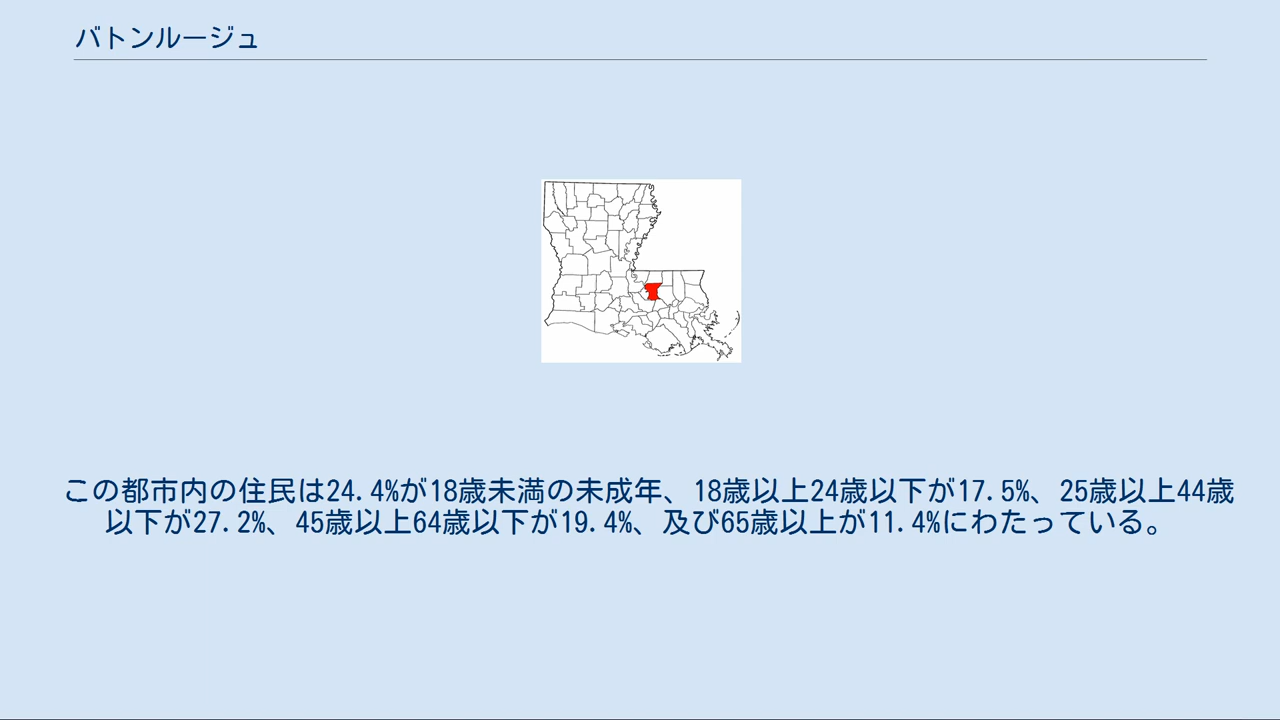 バトンルージュ
この都市内の住民は24.4%が18歳未満の未成年、18歳以上24歳以下が17.5%、25歳以上44歳
以下が27.2%、45歳以上64歳以下が19.4%、及び65歳以上が11.4%にわたっている。